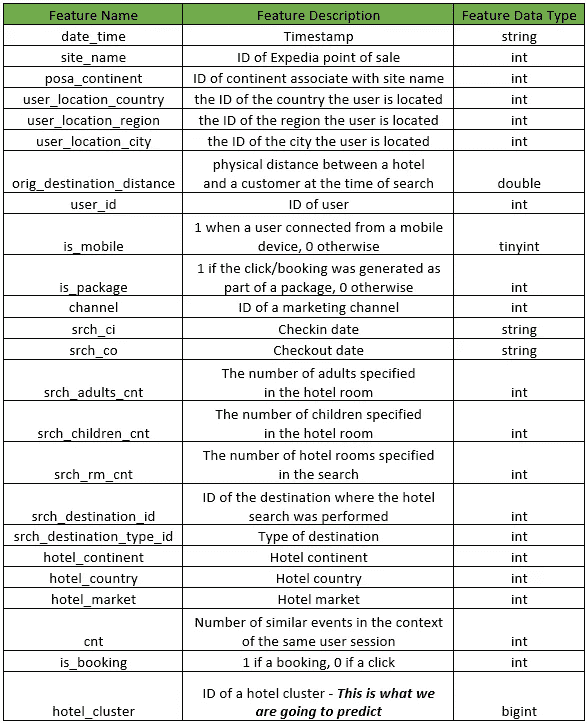 Feature Name Feature Description Feature Data Type
date_time Timestamp string
site_name ID of Expedia point of sale int
posa_continent ID of continent associate with site name int
user_location_country the ID of the country the user is located int
user_location_region the ID of the region the user is located int
user_location_city the ID of the city the user is located int
physical distance between a hotel
orig_destination_distance and a customer at the time of search double
user_id ID of user int
1 when a user connected from a mobile
is_mobile device, 0 otherwise tinyint
1 if the click/booking was generated as
is_package part of a package, 0 otherwise int
channel ID of a marketing channel int
srch_ci Checkin date string
srch_co Checkout date string
The number of adults specified
srch_adults_cnt in the hotel room int
The number of children specified
srch_children_cnt in the hotel room int
The number of hotel rooms specified
srch_rm_cnt in the search int
ID of the destination where the hotel
srch_destination_id search was performed int
srch_destination_type_id Type of destination int
hotel_continent Hotel continent int
hotel_country Hotel country int
hotel_market Hotel market int
Number of similar events in the context
cnt of the same user session int
is_booking 1 if a booking, 0 if a click int
ID of a hotel cluster - This is what we
hotel_cluster are going to predict bigint